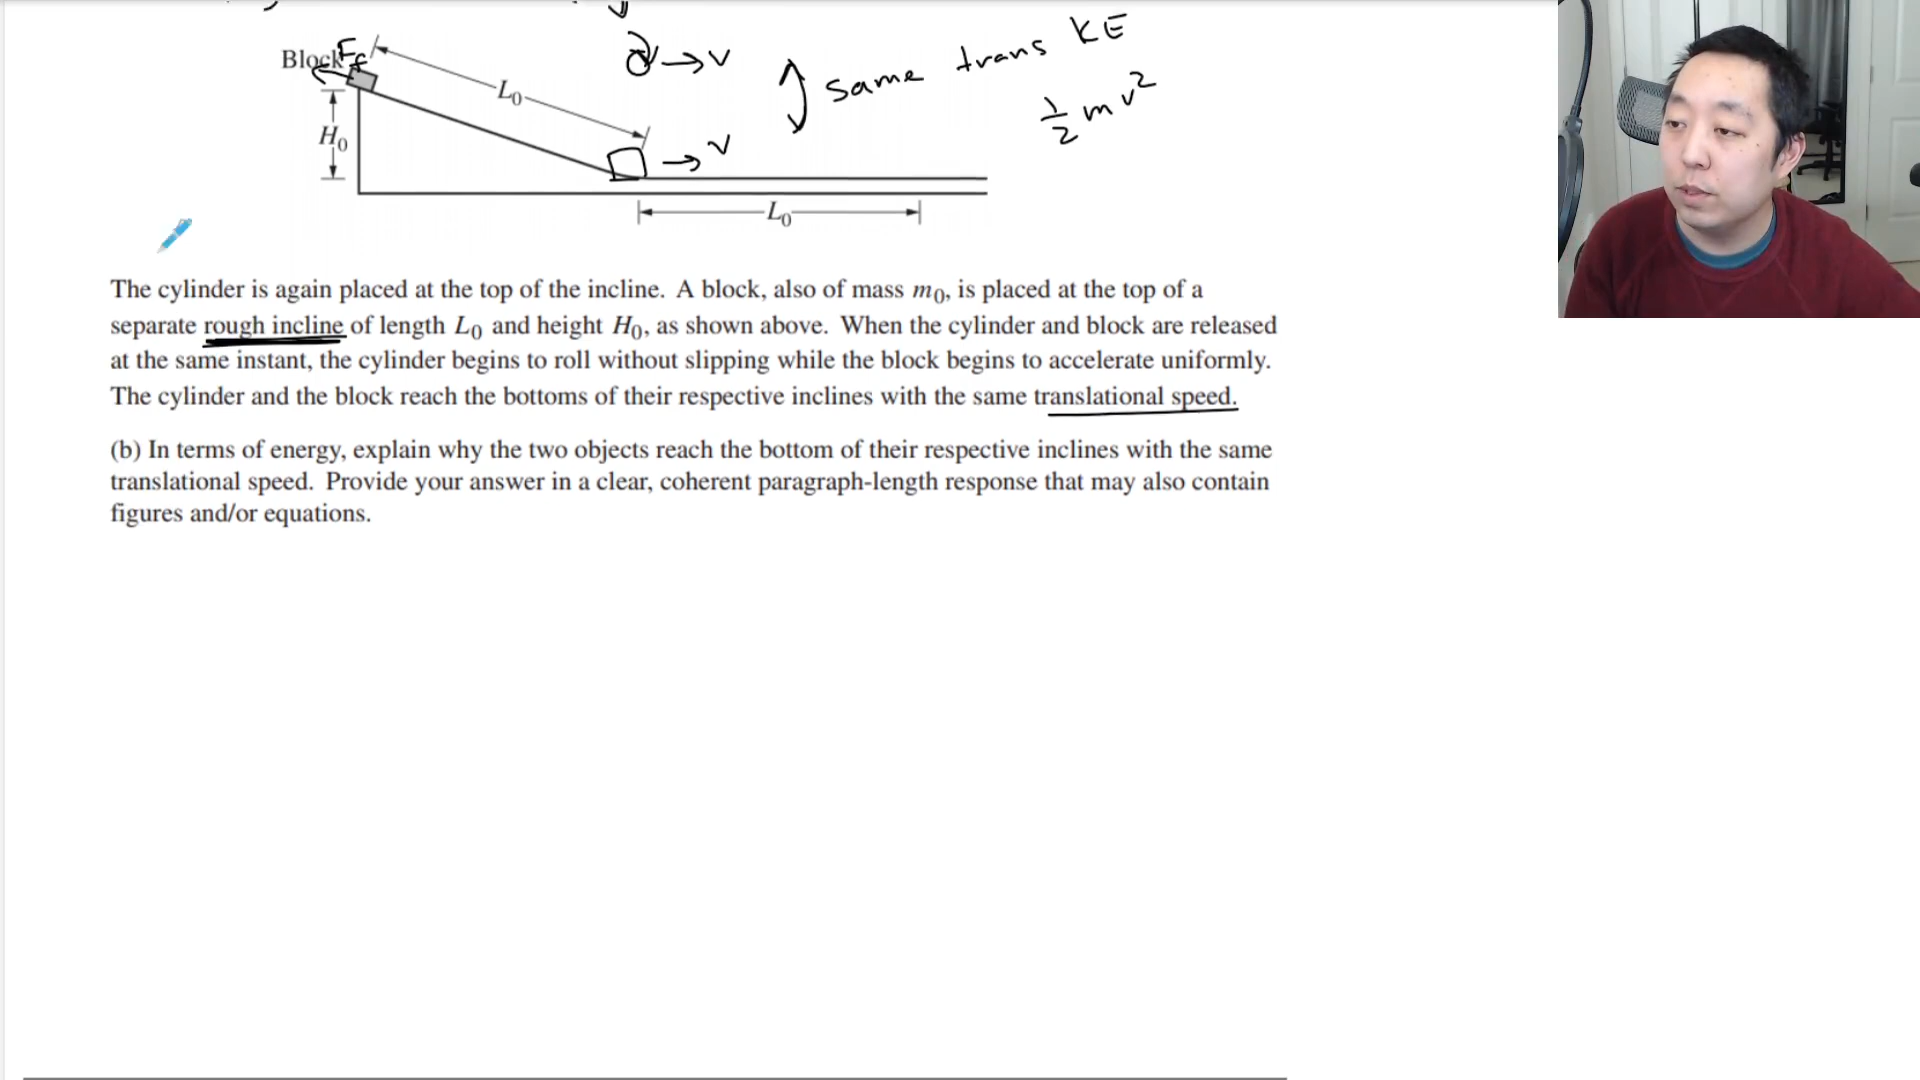 same trans KE
Block Ff
→ v
L0
1/2 mv²
H0
→ v
L0
The cylinder is again placed at the top of the incline. A block, also of mass m0, is placed at the top of a
separate rough incline of length L0 and height H0, as shown above. When the cylinder and block are released
at the same instant, the cylinder begins to roll without slipping while the block begins to accelerate uniformly.
The cylinder and the block reach the bottoms of their respective inclines with the same translational speed.
(b) In terms of energy, explain why the two objects reach the bottom of their respective inclines with the same
translational speed. Provide your answer in a clear, coherent paragraph-length response that may also contain
figures and/or equations.